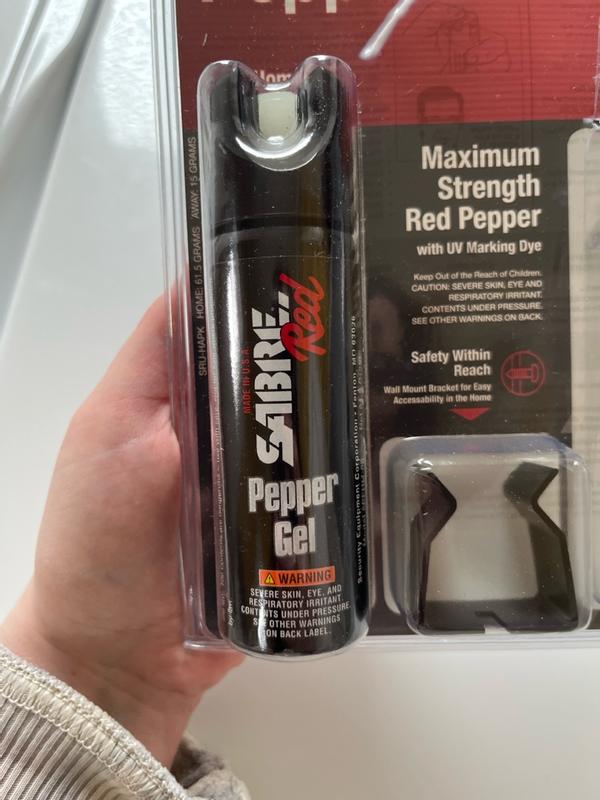 Pepp
Home
Maximum
Strength
Red Pepper
with UV Marking Dye
Keep Out of the Reach of Children.
CAUTION: SEVERE SKIN, EYE AND
RESPIRATORY IRRITANT.
CONTENTS UNDER PRESSURE.
SEE OTHER WARNINGS ON BACK.
Safety Within
Reach
Wall Mount Bracket for Easy
Accessability in the Home
SRU-HAPK HOME: 61.5 GRAMS AWAY: 15 GRAMS
MADE IN U.S.A.
SABRE
Red
Pepper
Gel
WARNING
SEVERE SKIN, EYE, AND
RESPIRATORY IRRITANT.
CONTENTS UNDER PRESSURE.
SEE OTHER WARNINGS
ON BACK LABEL.
Security Equipment Corporation • Fenton, MO 63026